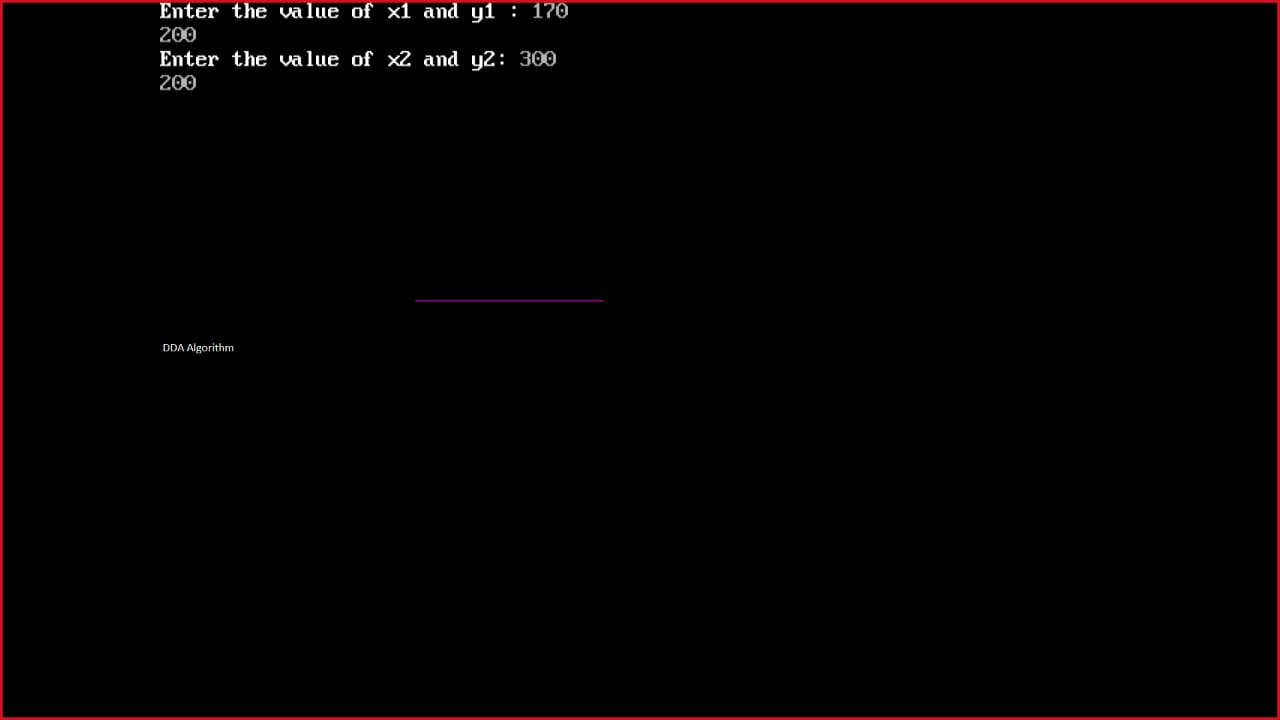 Enter the value of x1 and y1 : 170
200
Enter the value of x2 and y2: 300
200
DDA Algorithm